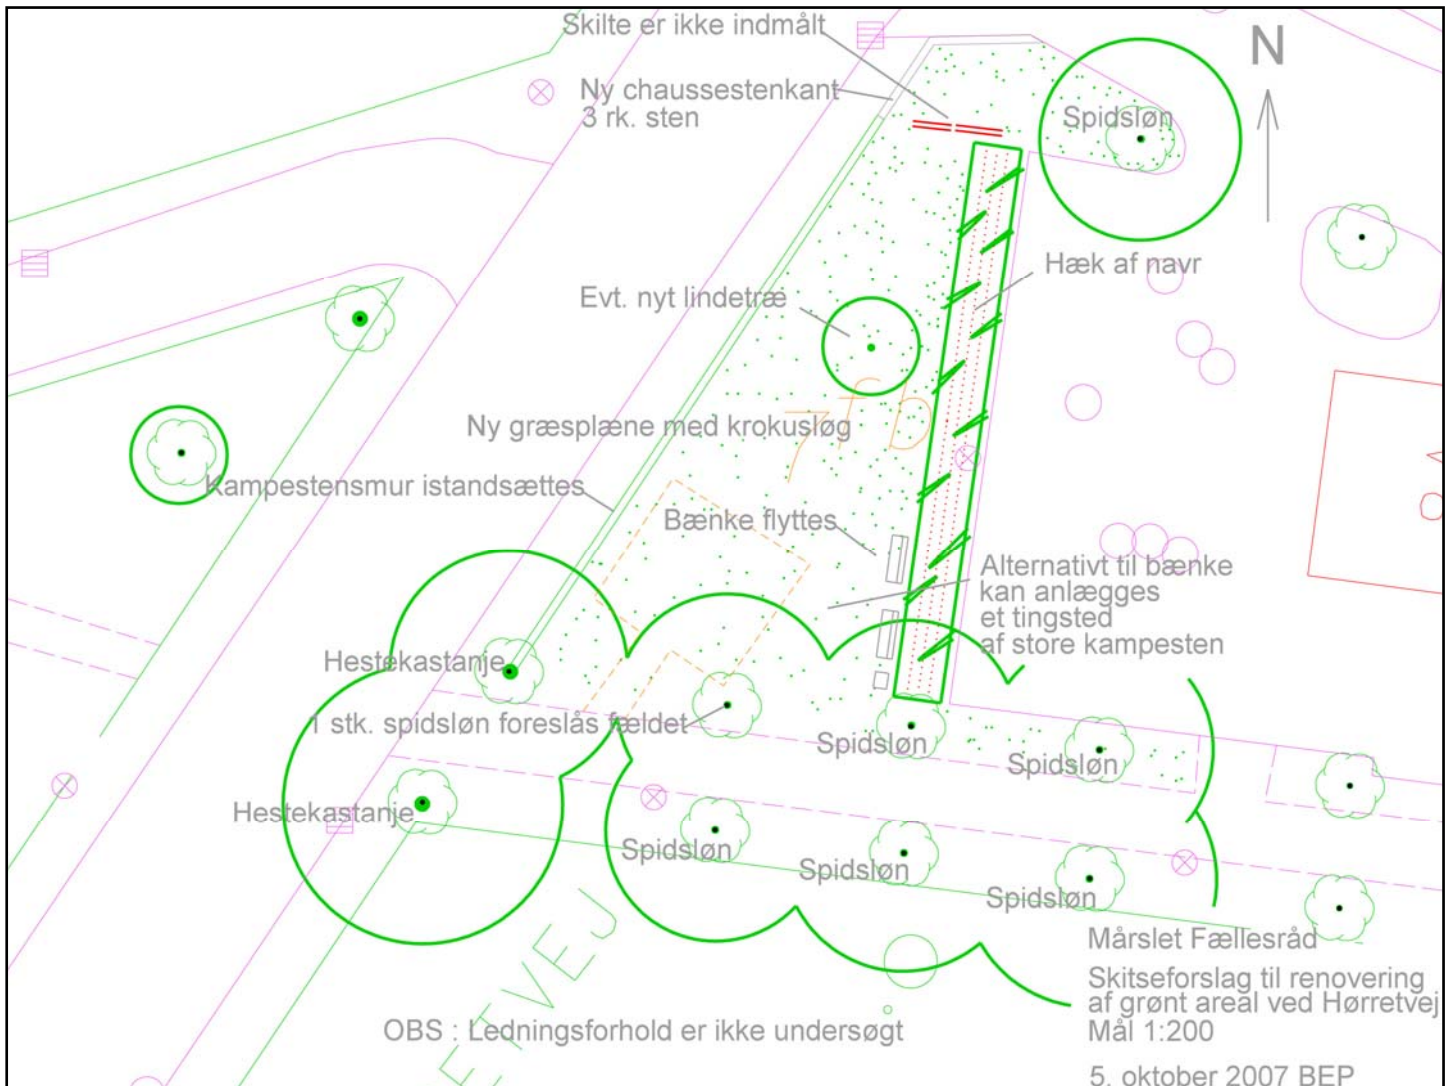 Skilte er ikke indmålt
N
Ny chaussestenkant
3 rk. sten
Spidsløn
Hæk af navr
Evt. nyt lindetræ
7f b
Ny græsplæne med krokusløg
Kampestensmur istandsættes
Bænke flyttes
Alternativt til bænke
kan anlægges
et tingsted
af store kampesten
Hestekastanje
1 stk. spidsløn foreslås fældet
Spidsløn
Spidsløn
Hestekastanje
Spidsløn
Spidsløn
Spidsløn
ETVEJ
Mårslet Fællesråd
Skitseforslag til renovering
af grønt areal ved Hørretvej
Mål 1:200
OBS : Ledningsforhold er ikke undersøgt
5. oktober 2007 BEP